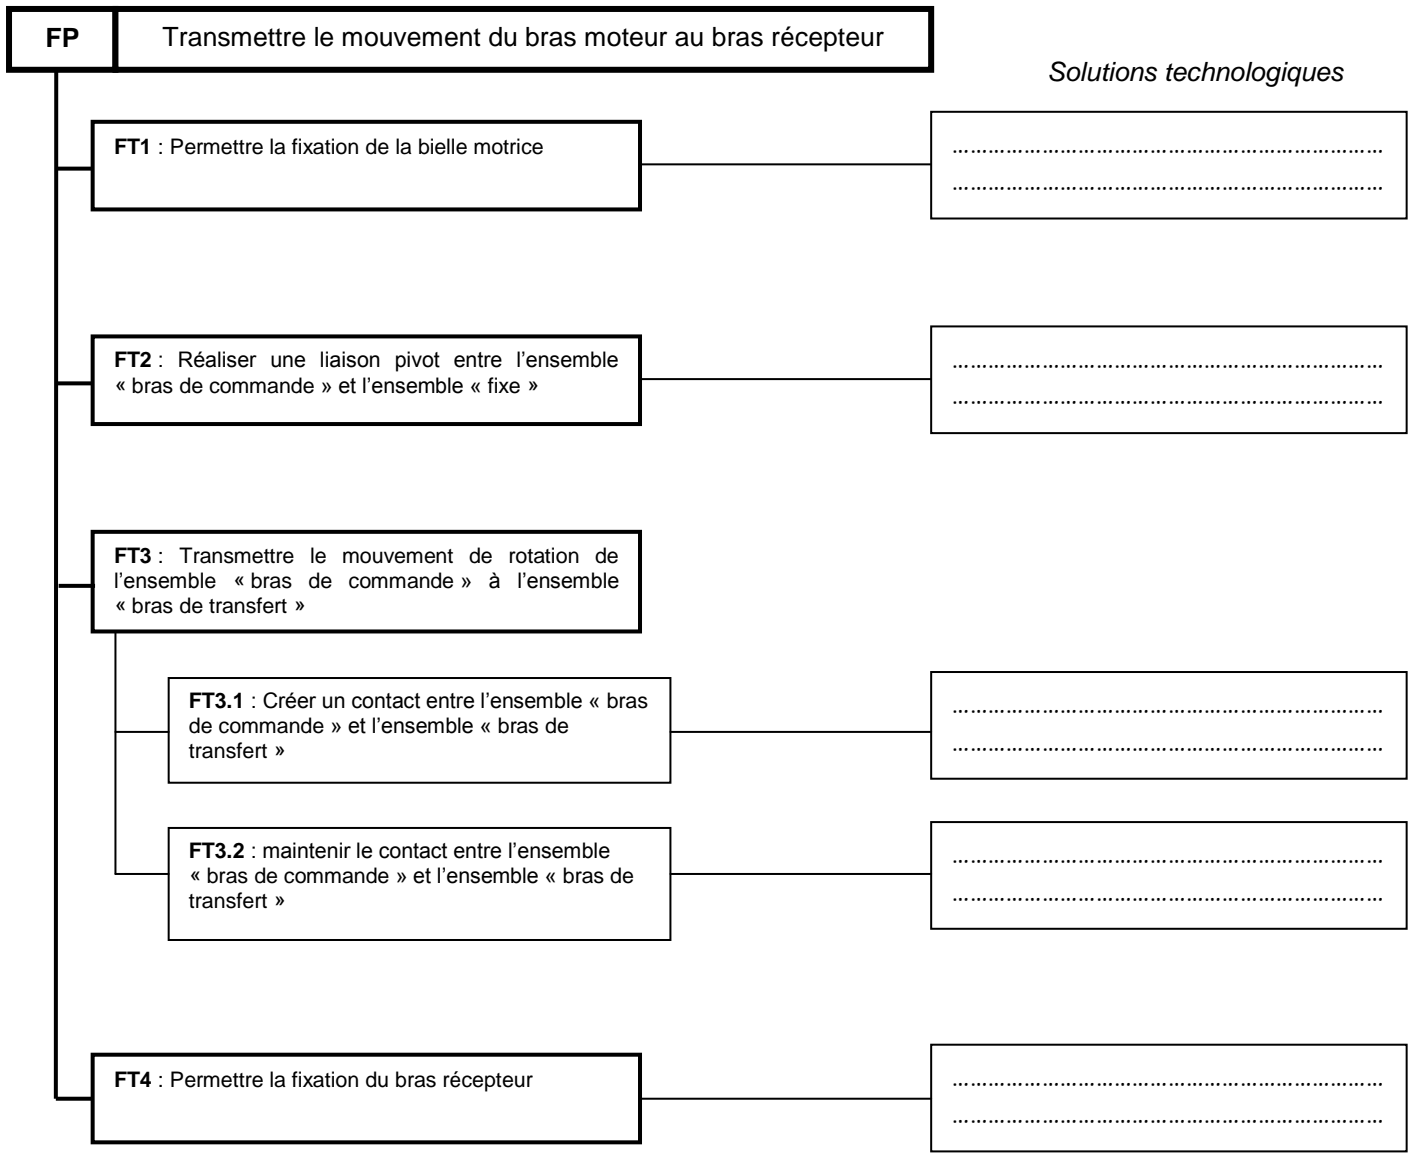 FP Transmettre le mouvement du bras moteur au bras récepteur
Solutions technologiques
FT1 : Permettre la fixation de la bielle motrice
……………………………………………………………
……………………………………………………………
FT2 : Réaliser une liaison pivot entre l’ensemble
« bras de commande » et l’ensemble « fixe »
……………………………………………………………
……………………………………………………………
FT3 : Transmettre le mouvement de rotation de
l’ensemble « bras de commande » à l’ensemble
« bras de transfert »
FT3.1 : Créer un contact entre l’ensemble « bras
de commande » et l’ensemble « bras de
transfert »
……………………………………………………………
……………………………………………………………
FT3.2 : maintenir le contact entre l’ensemble
« bras de commande » et l’ensemble « bras de
transfert »
……………………………………………………………
……………………………………………………………
FT4 : Permettre la fixation du bras récepteur
……………………………………………………………
……………………………………………………………